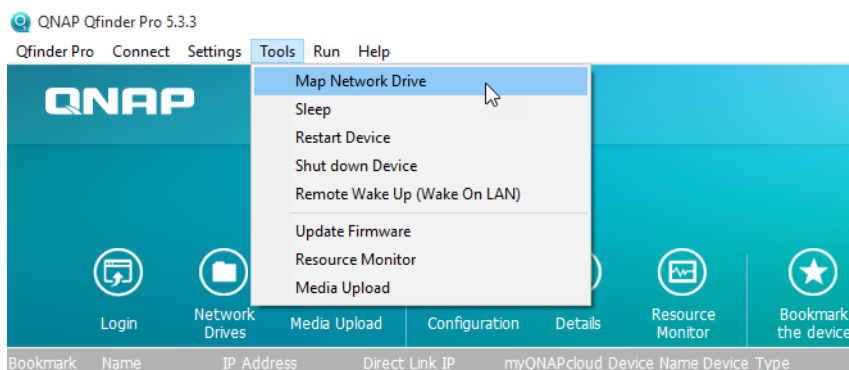 QNAP Qfinder Pro 5.3.3
Qfinder Pro Connect Settings Tools Run Help
QNAP
Map Network Drive
Sleep
Restart Device
Shut down Device
Remote Wake Up (Wake On LAN)
Update Firmware
Resource Monitor
Media Upload
Login
Network
Drives
Media Upload
Configuration
Details
Resource
Monitor
Bookmark
the device
Bookmark Name IP Address Direct Link IP myQNAPcloud Device Name Device Type